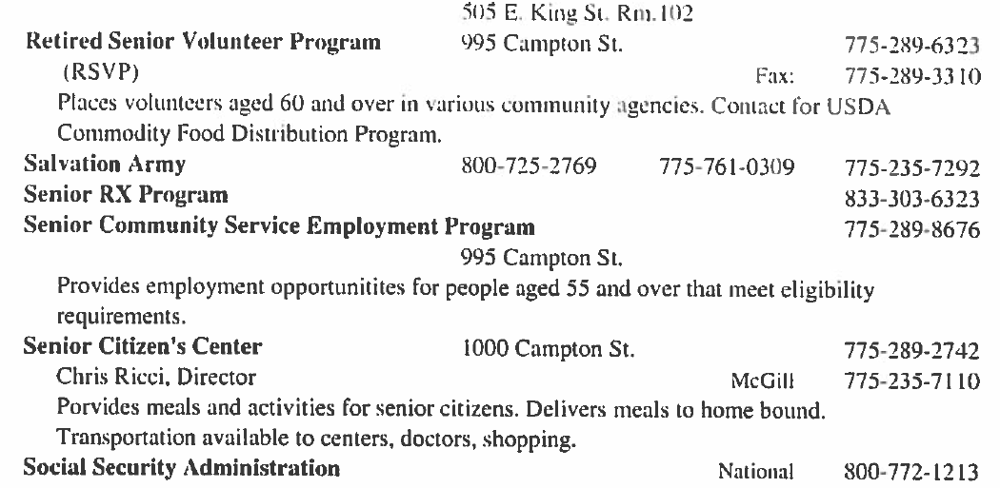 505 E. King St. Rm.102
Retired Senior Volunteer Program 995 Campton St. 775-289-6323
(RSVP) Fax: 775-289-3310
Places volunteers aged 60 and over in various community agencies. Contact for USDA
Commodity Food Distribution Program.
Salvation Army 800-725-2769 775-761-0309 775-235-7292
Senior RX Program 833-303-6323
Senior Community Service Employment Program 775-289-8676
995 Campton St.
Provides employment opportunitites for people aged 55 and over that meet eligibility
requirements.
Senior Citizen's Center 1000 Campton St. 775-289-2742
Chris Ricci, Director McGill 775-235-7110
Porvides meals and activities for senior citizens. Delivers meals to home bound.
Transportation available to centers, doctors, shopping.
Social Security Administration National 800-772-1213